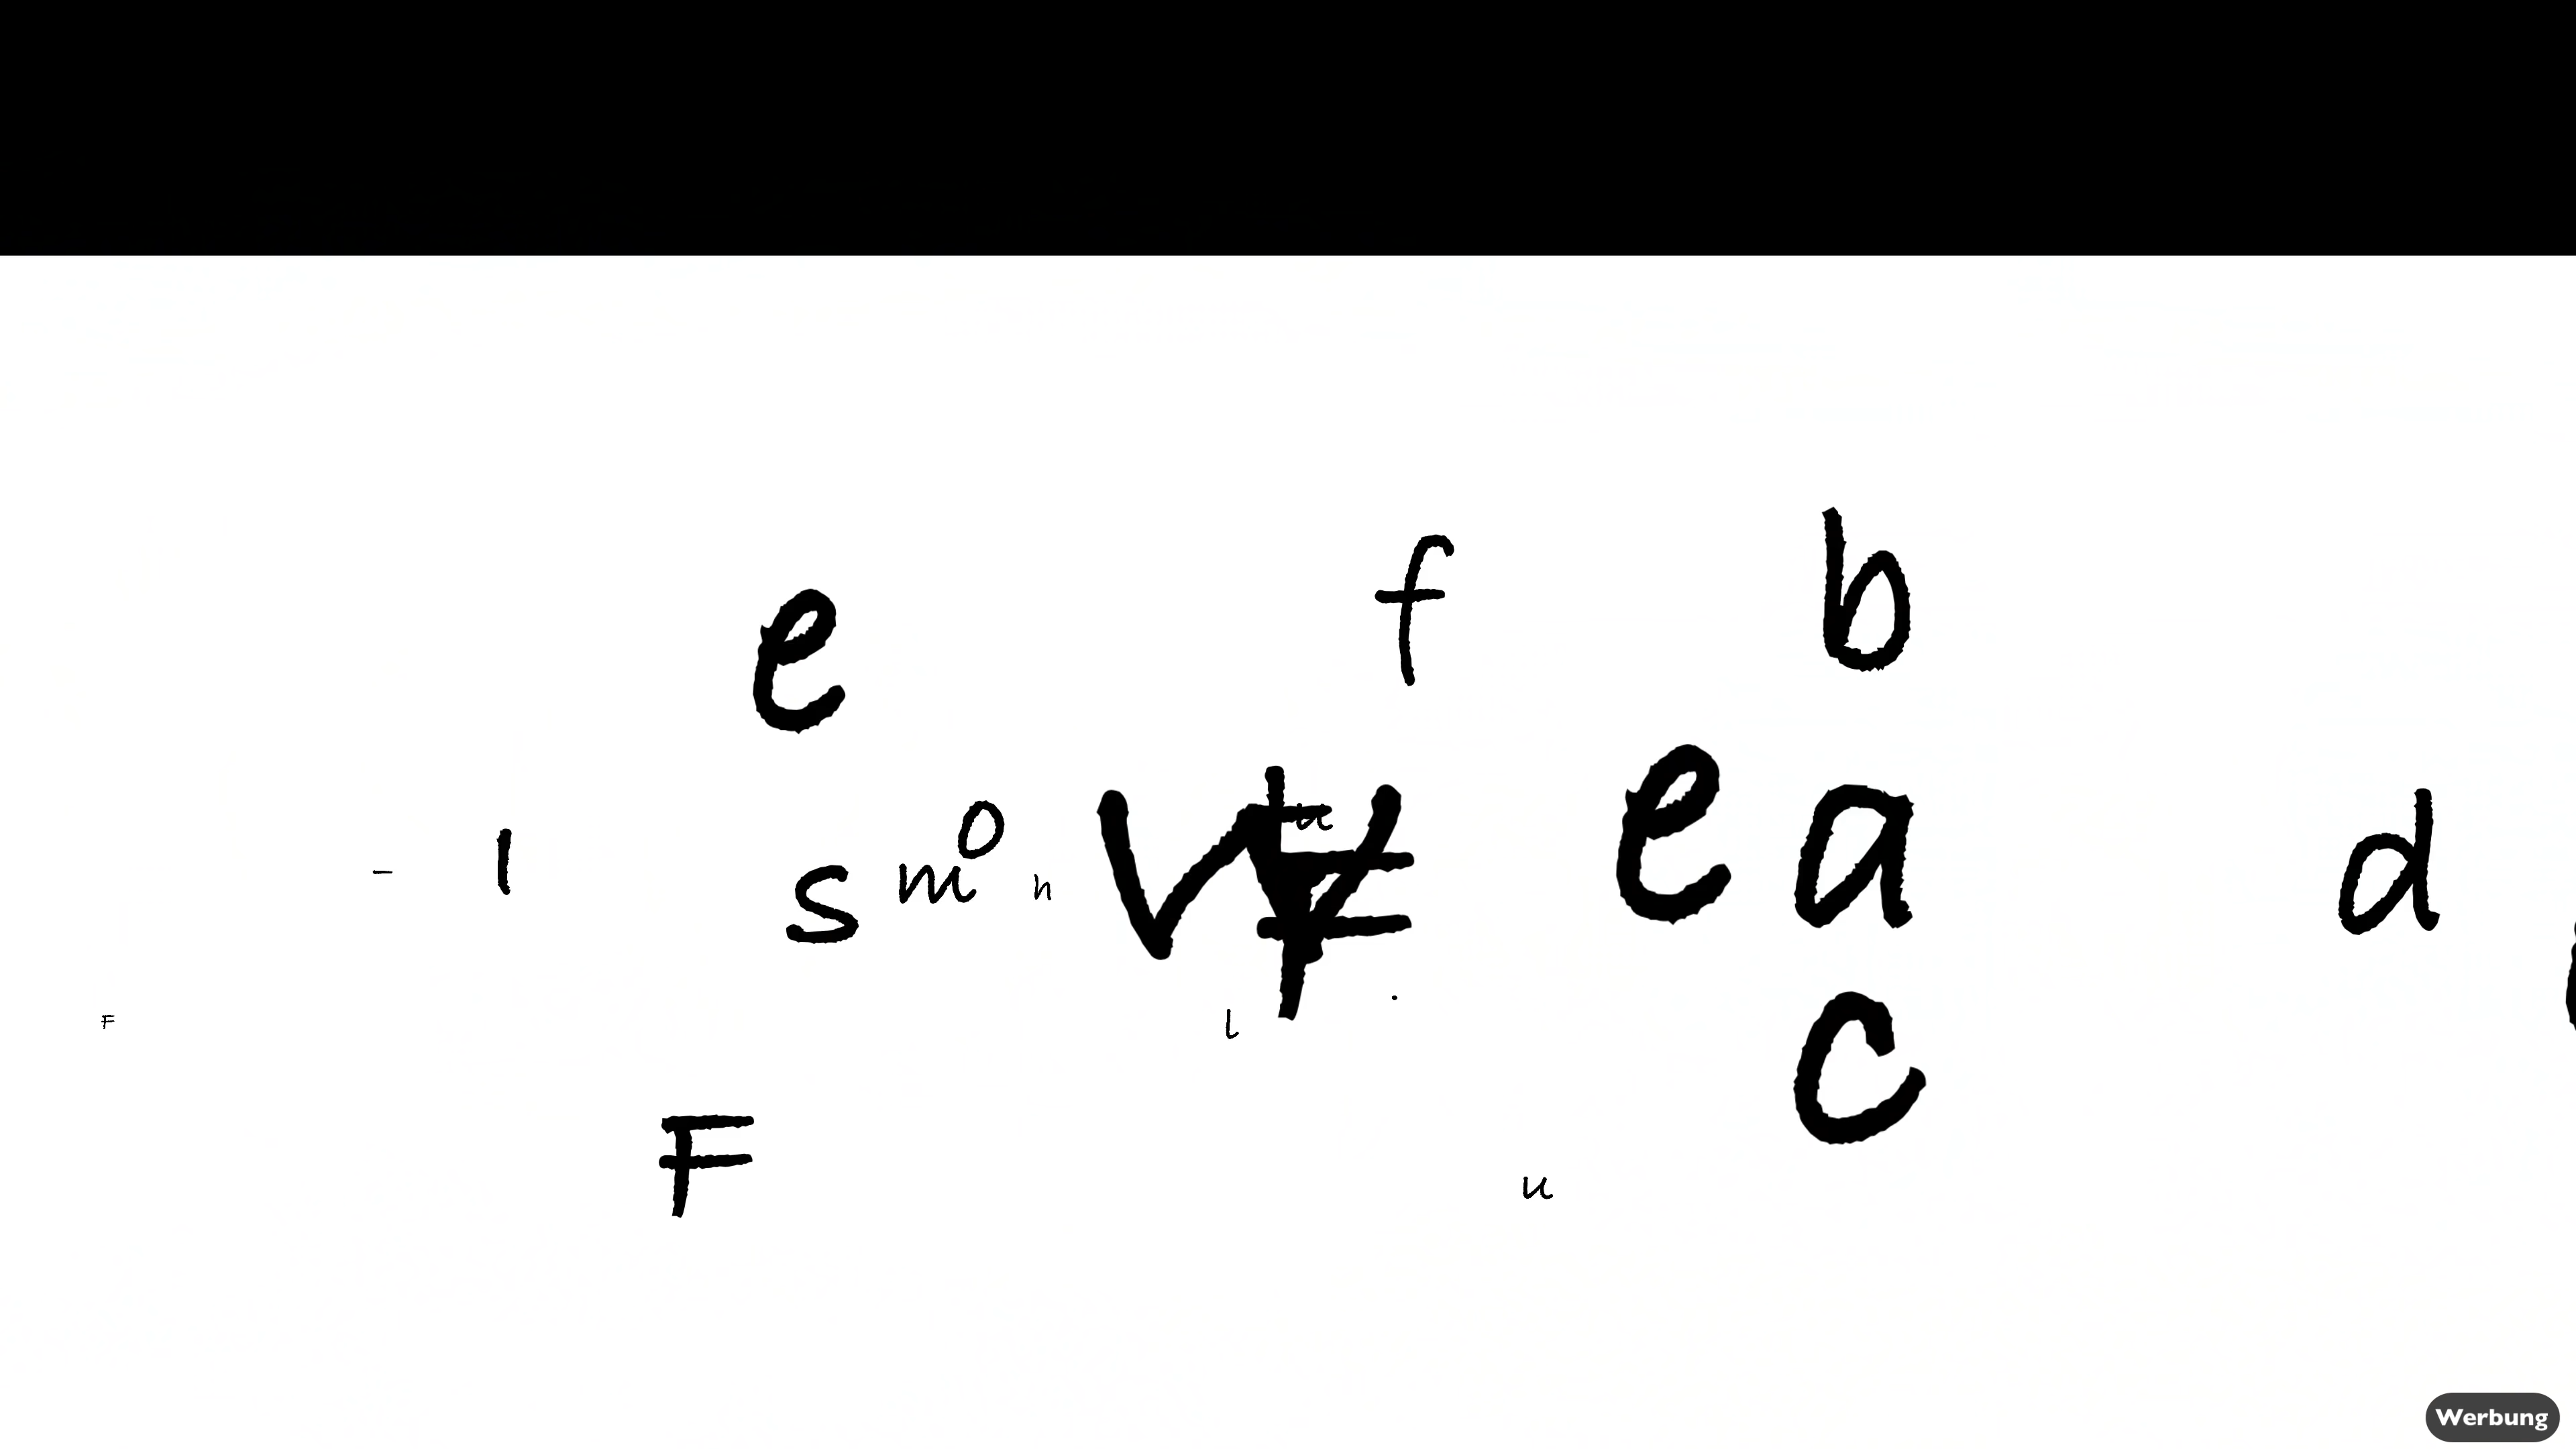 f b
e
e a d
- l s m o n W t u F
c
F l .
F u
Werbung